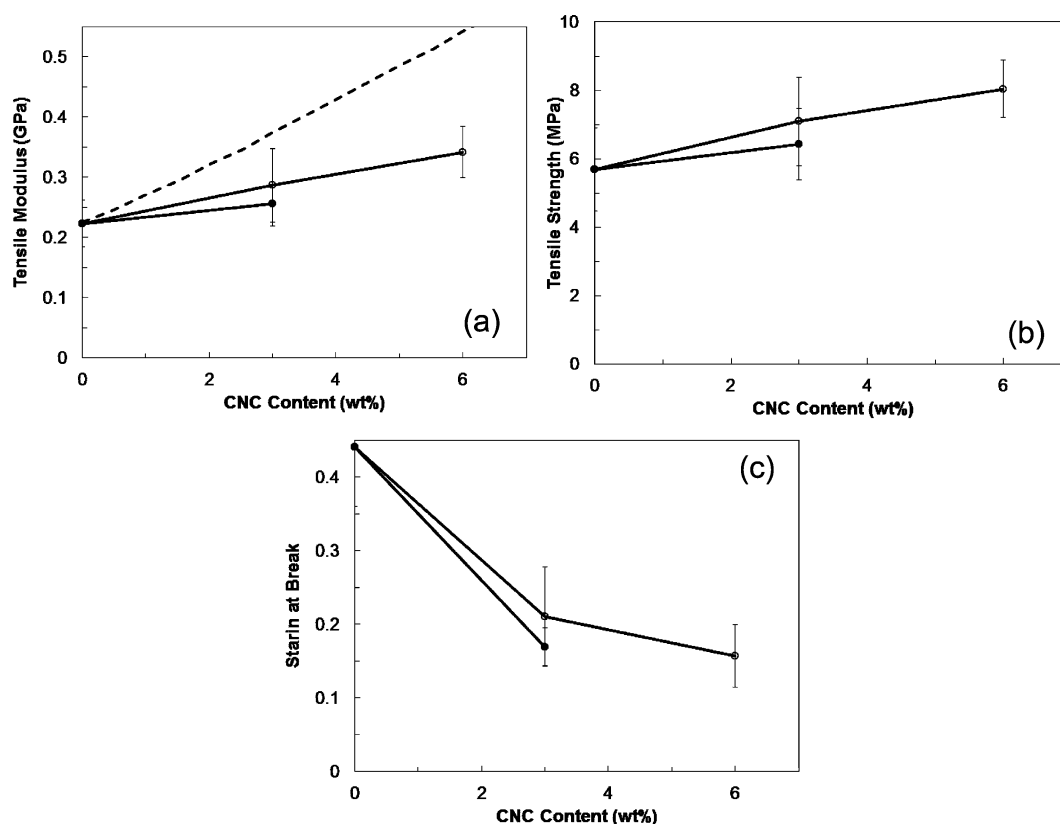 0.5
0.4
0.3
0.2
0.1
0
Tensile Modulus (GPa)
(a)
0 2 4 6
CNC Content (wt%)
10
8
6
4
2
0
Tensile Strength (MPa)
(b)
0 2 4 6
CNC Content (wt%)
0.4
0.3
0.2
0.1
0
Starin at Break
(c)
0 2 4 6
CNC Content (wt%)